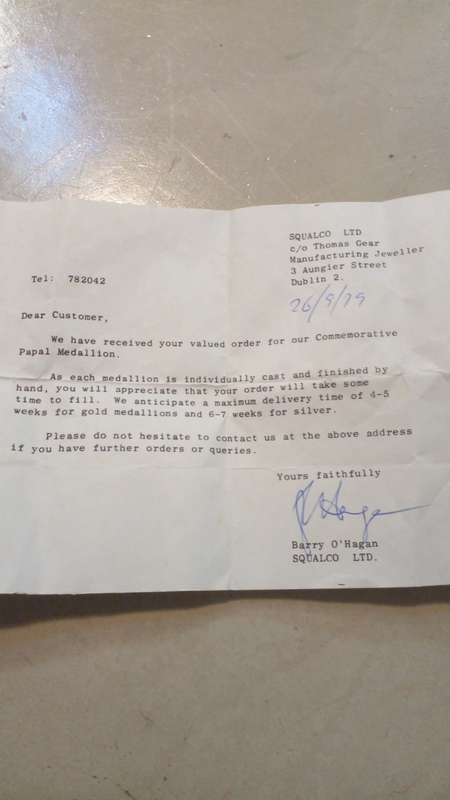 SQUALCO LTD
c/o Thomas Gear
Manufacturing Jeweller
3 Aungier Street
Dublin 2.
Tel: 782042
26/9/79
Dear Customer,
We have received your valued order for our Commemorative
Papal Medallion.
As each medallion is individually cast and finished by
hand, you will appreciate that your order will take some
time to fill. We anticipate a maximum delivery time of 4-5
weeks for gold medallions and 6-7 weeks for silver.
Please do not hesitate to contact us at the above address
if you have further orders or queries.
Yours faithfully
Barry O'Hagan
SQUALCO LTD.